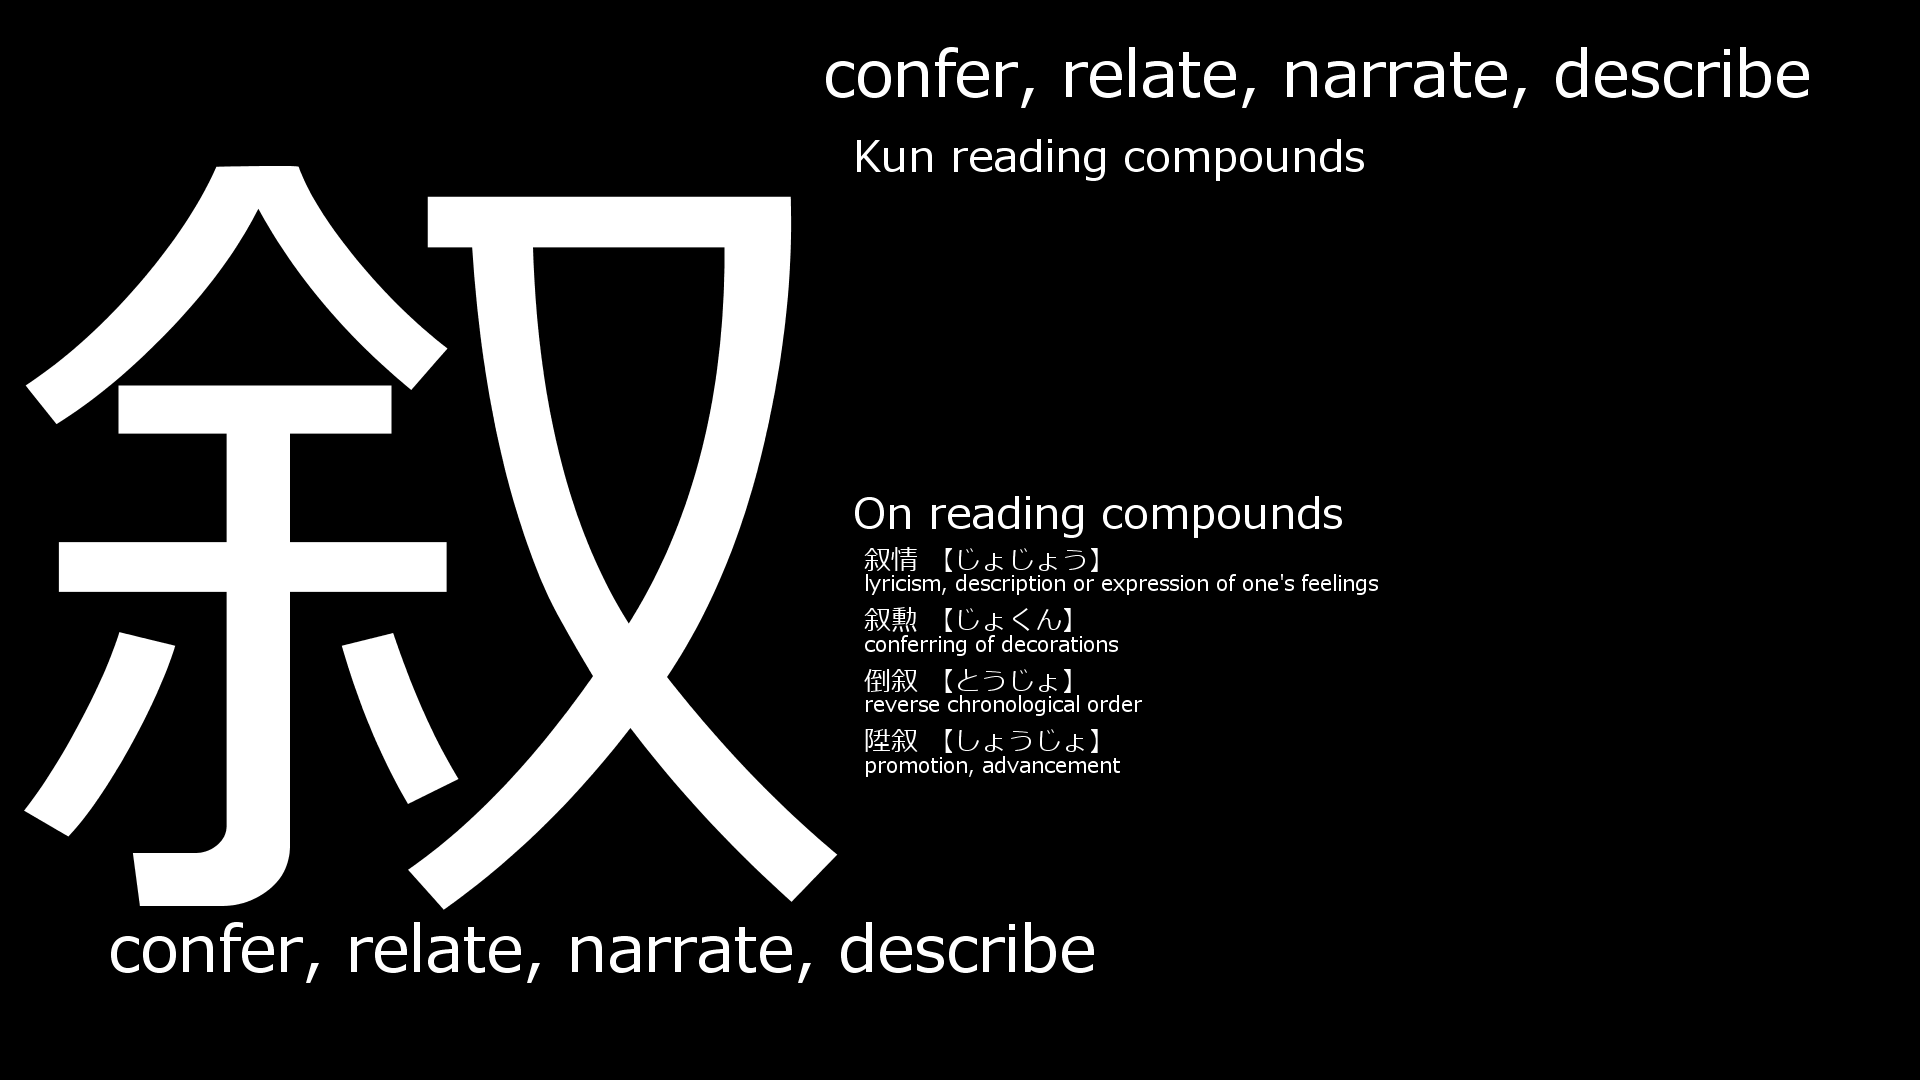 叙
confer, relate, narrate, describe
Kun reading compounds
On reading compounds
叙情 【じょじょう】
lyricism, description or expression of one's feelings
叙勲 【じょくん】
conferring of decorations
倒叙 【とうじょ】
reverse chronological order
陞叙 【しょうじょ】
promotion, advancement
confer, relate, narrate, describe